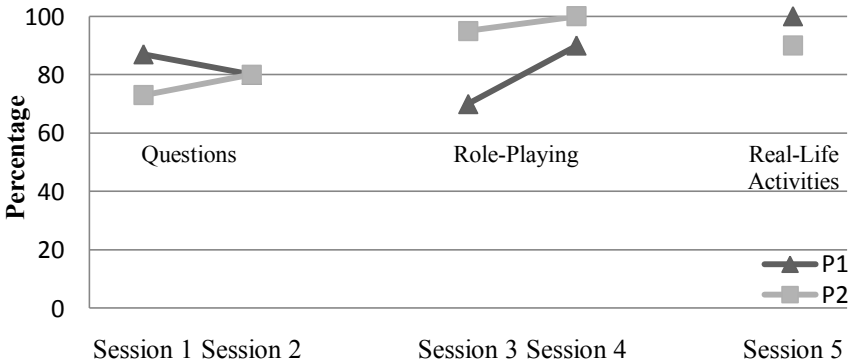 100
80
60
40
20
0
Percentage
Questions
Role-Playing
Real-Life
Activities
P1
P2
Session 1 Session 2
Session 3 Session 4
Session 5